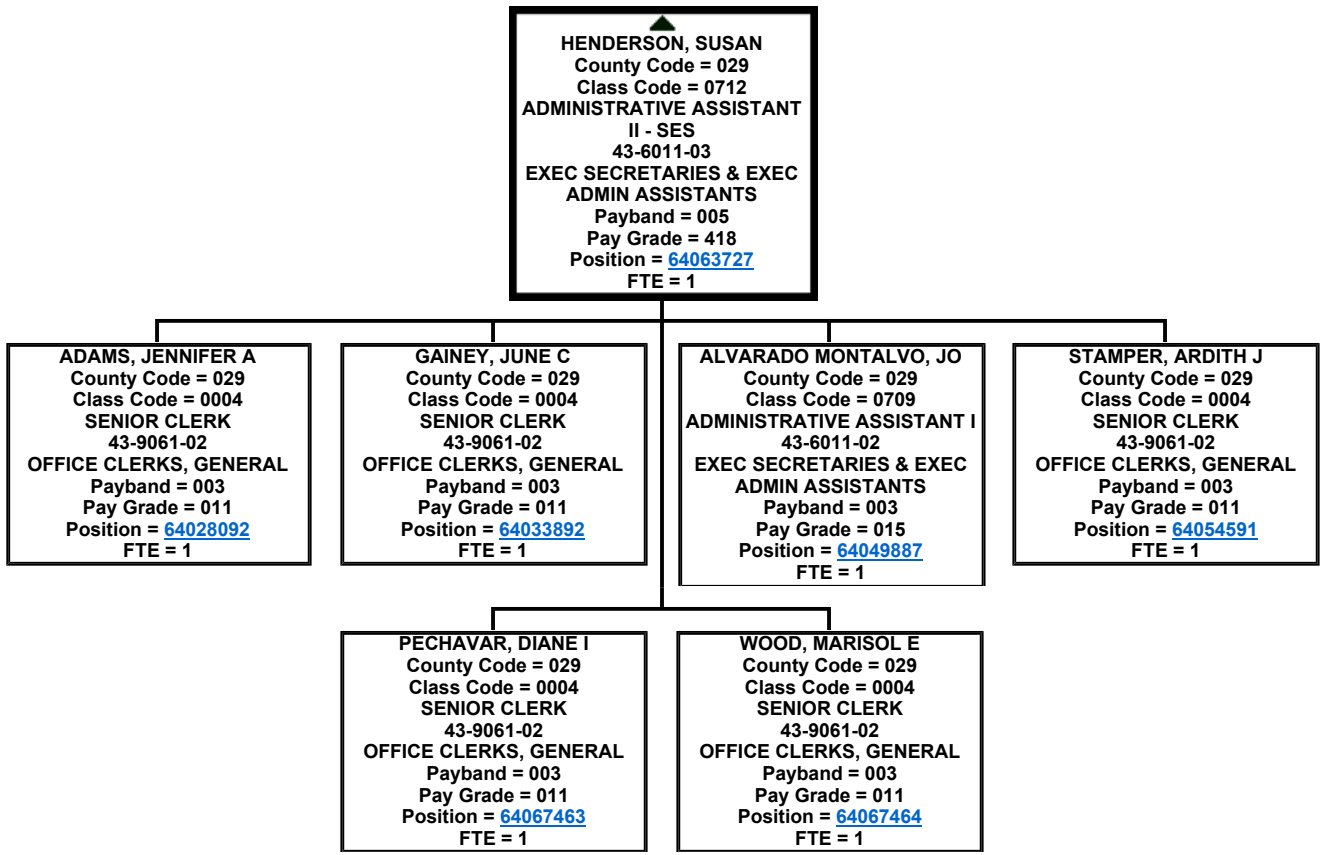 HENDERSON, SUSAN
County Code = 029
Class Code = 0712
ADMINISTRATIVE ASSISTANT
II - SES
43-6011-03
EXEC SECRETARIES & EXEC
ADMIN ASSISTANTS
Payband = 005
Pay Grade = 418
Position = 64063727
FTE = 1
ADAMS, JENNIFER A
County Code = 029
Class Code = 0004
SENIOR CLERK
43-9061-02
OFFICE CLERKS, GENERAL
Payband = 003
Pay Grade = 011
Position = 64028092
FTE = 1
GAINEY, JUNE C
County Code = 029
Class Code = 0004
SENIOR CLERK
43-9061-02
OFFICE CLERKS, GENERAL
Payband = 003
Pay Grade = 011
Position = 64033892
FTE = 1
ALVARADO MONTALVO, JO
County Code = 029
Class Code = 0709
ADMINISTRATIVE ASSISTANT I
43-6011-02
EXEC SECRETARIES & EXEC
ADMIN ASSISTANTS
Payband = 003
Pay Grade = 015
Position = 64049887
FTE = 1
STAMPER, ARDITH J
County Code = 029
Class Code = 0004
SENIOR CLERK
43-9061-02
OFFICE CLERKS, GENERAL
Payband = 003
Pay Grade = 011
Position = 64054591
FTE = 1
PECHAVAR, DIANE I
County Code = 029
Class Code = 0004
SENIOR CLERK
43-9061-02
OFFICE CLERKS, GENERAL
Payband = 003
Pay Grade = 011
Position = 64067463
FTE = 1
WOOD, MARISOL E
County Code = 029
Class Code = 0004
SENIOR CLERK
43-9061-02
OFFICE CLERKS, GENERAL
Payband = 003
Pay Grade = 011
Position = 64067464
FTE = 1